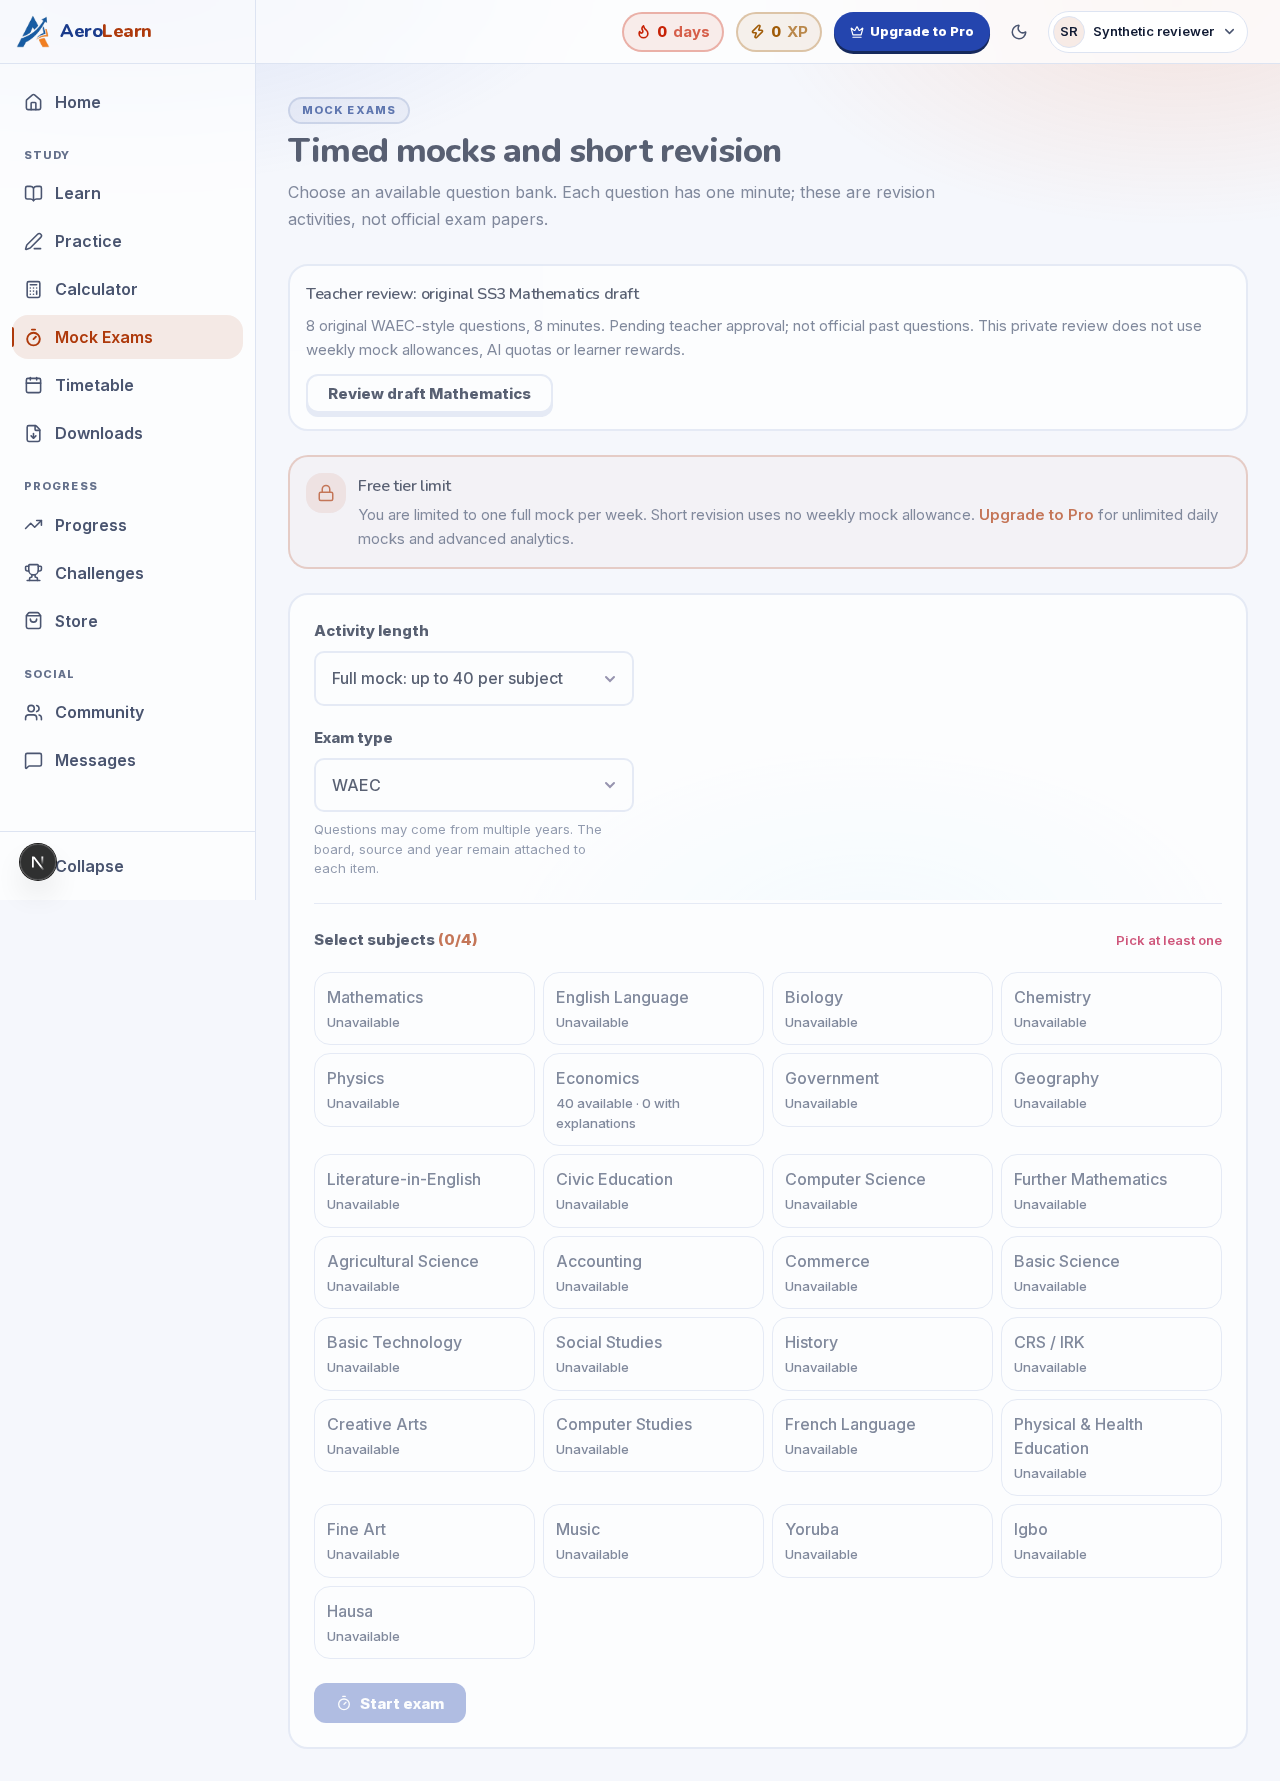 AeroLearn
0 days
0 XP
Upgrade to Pro
SR
Synthetic reviewer
Home
STUDY
Learn
Practice
Calculator
Mock Exams
Timetable
Downloads
PROGRESS
Progress
Challenges
Store
SOCIAL
Community
Messages
N
Collapse
MOCK EXAMS
Timed mocks and short revision
Choose an available question bank. Each question has one minute; these are revision
activities, not official exam papers.
Teacher review: original SS3 Mathematics draft
8 original WAEC-style questions, 8 minutes. Pending teacher approval; not official past questions. This private review does not use
weekly mock allowances, AI quotas or learner rewards.
Review draft Mathematics
Free tier limit
You are limited to one full mock per week. Short revision uses no weekly mock allowance. Upgrade to Pro for unlimited daily
mocks and advanced analytics.
Activity length
Full mock: up to 40 per subject
Exam type
WAEC
Questions may come from multiple years. The
board, source and year remain attached to
each item.
Select subjects (0/4)
Pick at least one
Mathematics
Unavailable
English Language
Unavailable
Biology
Unavailable
Chemistry
Unavailable
Physics
Unavailable
Economics
40 available · 0 with
explanations
Government
Unavailable
Geography
Unavailable
Literature-in-English
Unavailable
Civic Education
Unavailable
Computer Science
Unavailable
Further Mathematics
Unavailable
Agricultural Science
Unavailable
Accounting
Unavailable
Commerce
Unavailable
Basic Science
Unavailable
Basic Technology
Unavailable
Social Studies
Unavailable
History
Unavailable
CRS / IRK
Unavailable
Creative Arts
Unavailable
Computer Studies
Unavailable
French Language
Unavailable
Physical & Health
Education
Unavailable
Fine Art
Unavailable
Music
Unavailable
Yoruba
Unavailable
Igbo
Unavailable
Hausa
Unavailable
Start exam